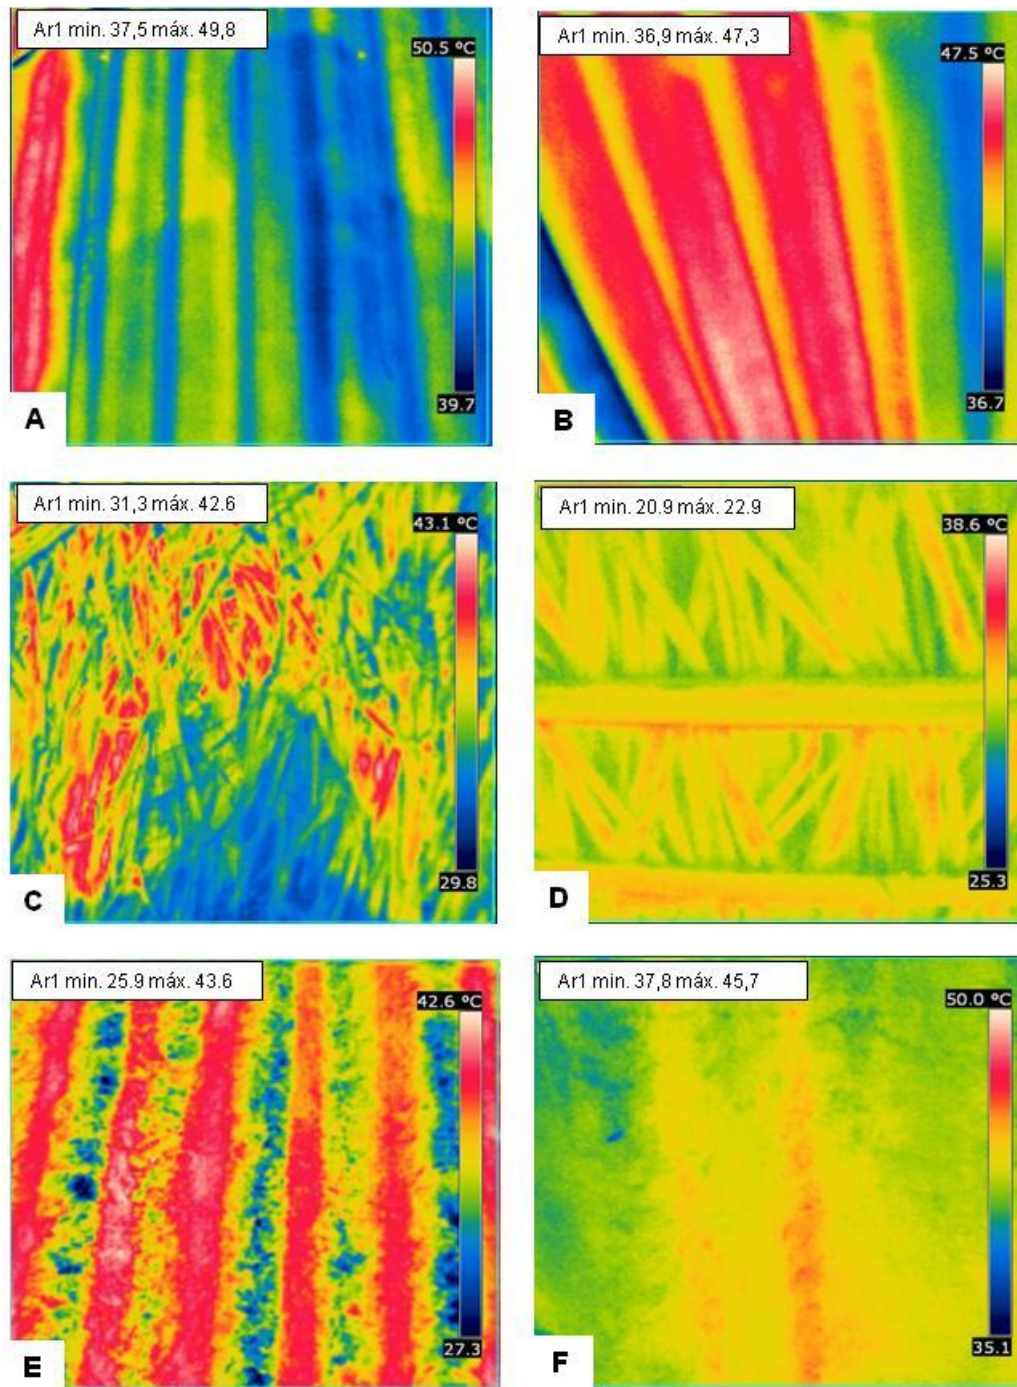 Ar1 min. 37,5 máx. 49,8
50.5 °C
39.7
A
Ar1 min. 36,9 máx. 47,3
47.5 °C
36.7
B
Ar1 min. 31,3 máx. 42.6
43.1 °C
29.8
C
Ar1 min. 20.9 máx. 22.9
38.6 °C
25.3
D
Ar1 min. 25.9 máx. 43.6
42.6 °C
27.3
E
Ar1 min. 37,8 máx. 45,7
50.0 °C
35.1
F